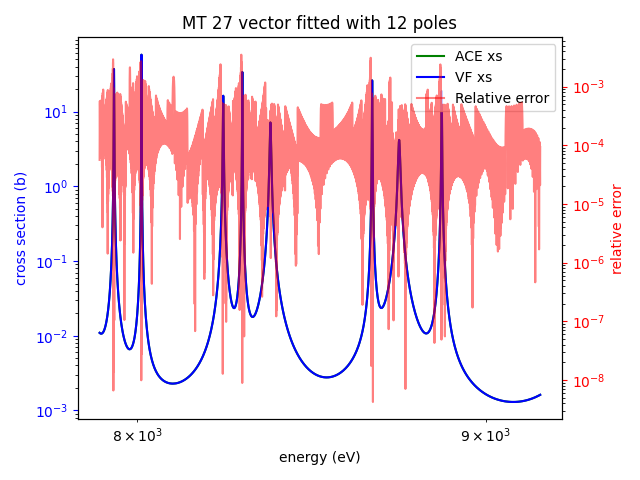 MT 27 vector fitted with 12 poles
ACE xs
VF xs
Relative error
10¹
10⁰
10⁻¹
10⁻²
10⁻³
cross section (b)
10⁻³
10⁻⁴
10⁻⁵
10⁻⁶
10⁻⁷
10⁻⁸
relative error
8 × 10³
9 × 10³
energy (eV)